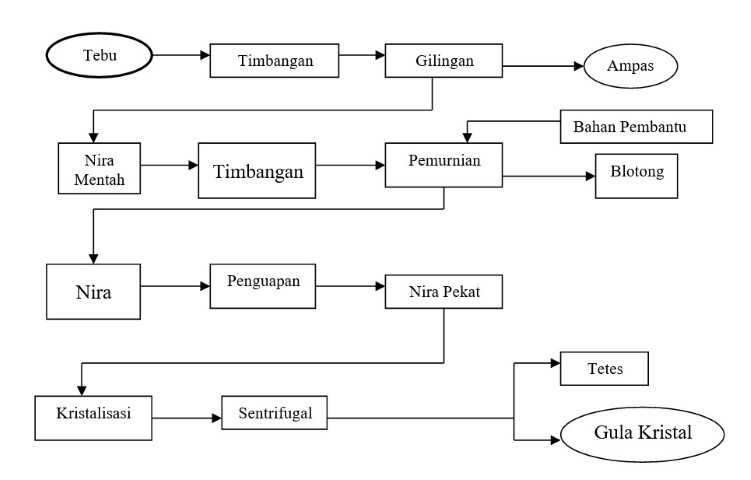 Tebu
Timbangan
Gilingan
Ampas
Bahan Pembantu
Nira
Mentah
Timbangan
Pemurnian
Blotong
Nira
Penguapan
Nira Pekat
Tetes
Kristalisasi
Sentrifugal
Gula Kristal